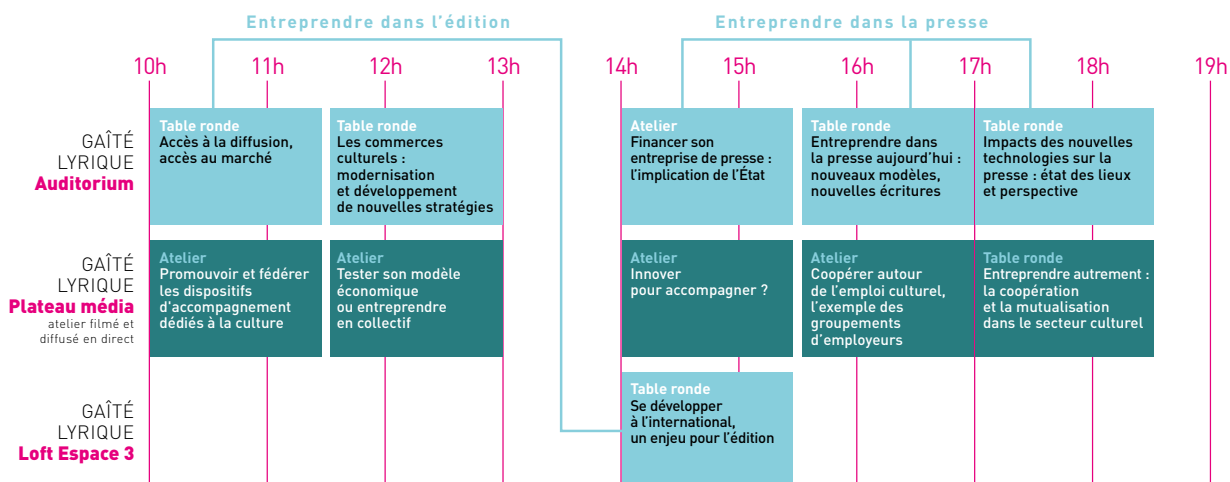 Entreprendre dans l’édition
Entreprendre dans la presse
10h
11h
12h
13h
14h
15h
16h
17h
18h
19h
GAÎTÉ
LYRIQUE
Auditorium
Table ronde
Accès à la diffusion,
accès au marché
Table ronde
Les commerces
culturels :
modernisation
et développement
de nouvelles stratégies
Atelier
Financer son
entreprise de presse :
l’implication de l’État
Table ronde
Entreprendre dans
la presse aujourd’hui :
nouveaux modèles,
nouvelles écritures
Table ronde
Impacts des nouvelles
technologies sur la
presse : état des lieux
et perspective
GAÎTÉ
LYRIQUE
Plateau média
atelier filmé et
diffusé en direct
Atelier
Promouvoir et fédérer
les dispositifs
d'accompagnement
dédiés à la culture
Atelier
Tester son modèle
économique
ou entreprendre
en collectif
Atelier
Innover
pour accompagner ?
Atelier
Coopérer autour
de l’emploi culturel,
l’exemple des
groupements
d’employeurs
Table ronde
Entreprendre autrement :
la coopération
et la mutualisation
dans le secteur culturel
GAÎTÉ
LYRIQUE
Loft Espace 3
Table ronde
Se développer
à l’international,
un enjeu pour l’édition